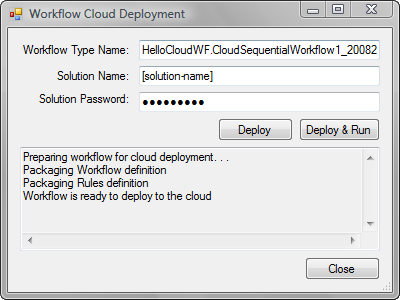 Workflow Cloud Deployment
Workflow Type Name: HelloCloudWF.CloudSequentialWorkflow1_20082
Solution Name: [solution-name]
Solution Password: ●●●●●●●●●
Deploy Deploy & Run
Preparing workflow for cloud deployment. . .
Packaging Workflow definition
Packaging Rules definition
Workflow is ready to deploy to the cloud
Close